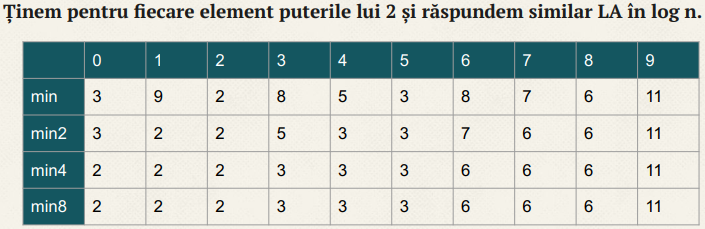 Ținem pentru fiecare element puterile lui 2 și răspundem similar LA în log n.
0 1 2 3 4 5 6 7 8 9
min 3 9 2 8 5 3 8 7 6 11
min2 3 2 2 5 3 3 7 6 6 11
min4 2 2 2 3 3 3 6 6 6 11
min8 2 2 2 3 3 3 6 6 6 11